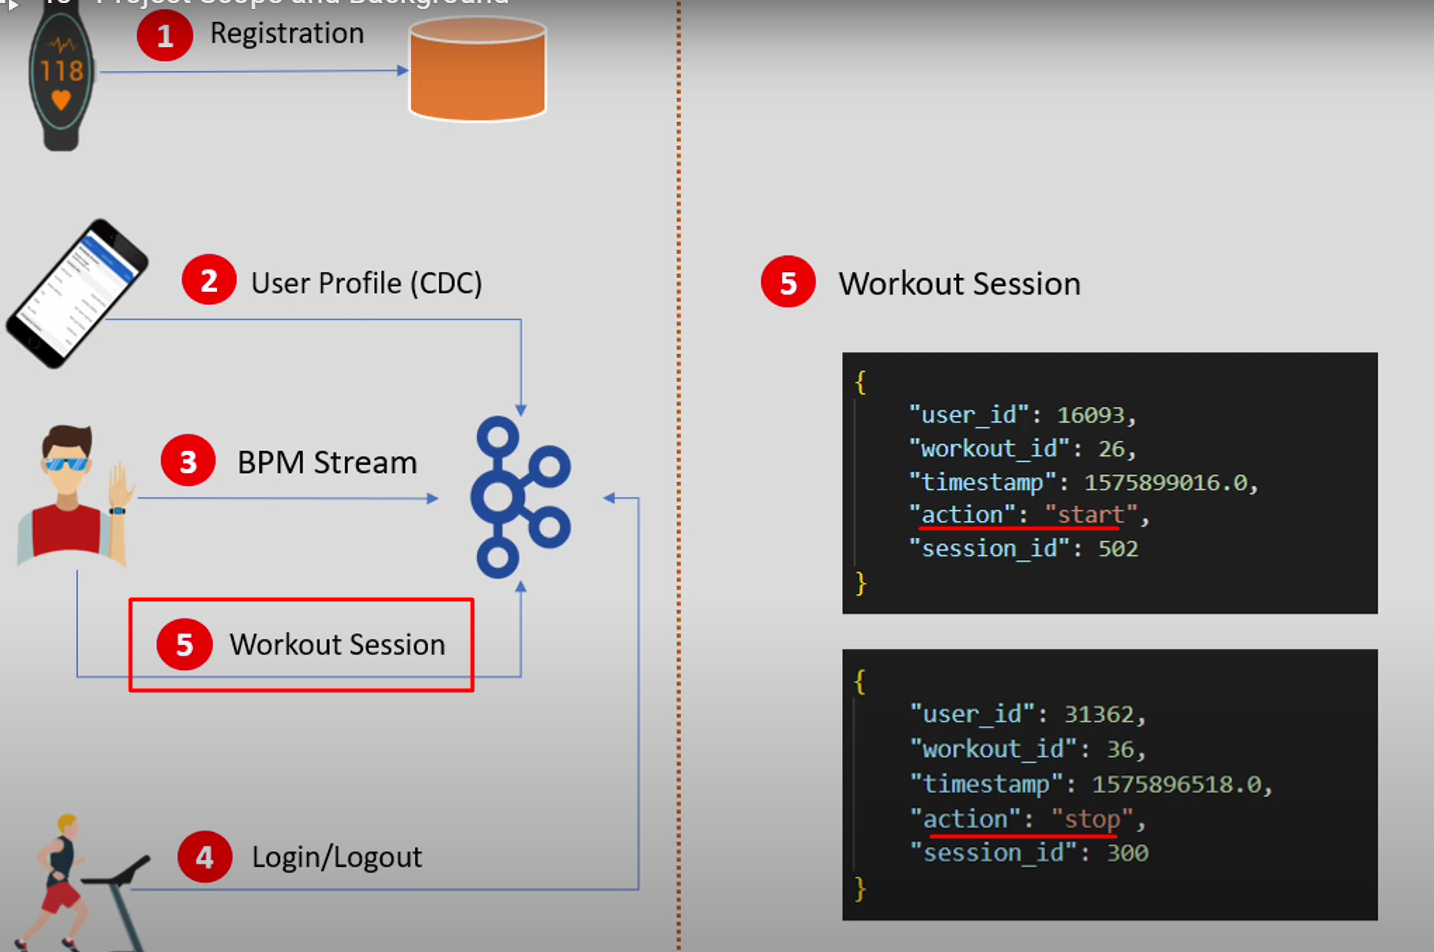 Project Scope and Background
1 Registration
118
2 User Profile (CDC)
3 BPM Stream
5 Workout Session
4 Login/Logout
5 Workout Session
{
"user_id": 16093,
"workout_id": 26,
"timestamp": 1575899016.0,
"action": "start",
"session_id": 502
}
{
"user_id": 31362,
"workout_id": 36,
"timestamp": 1575896518.0,
"action": "stop",
"session_id": 300
}